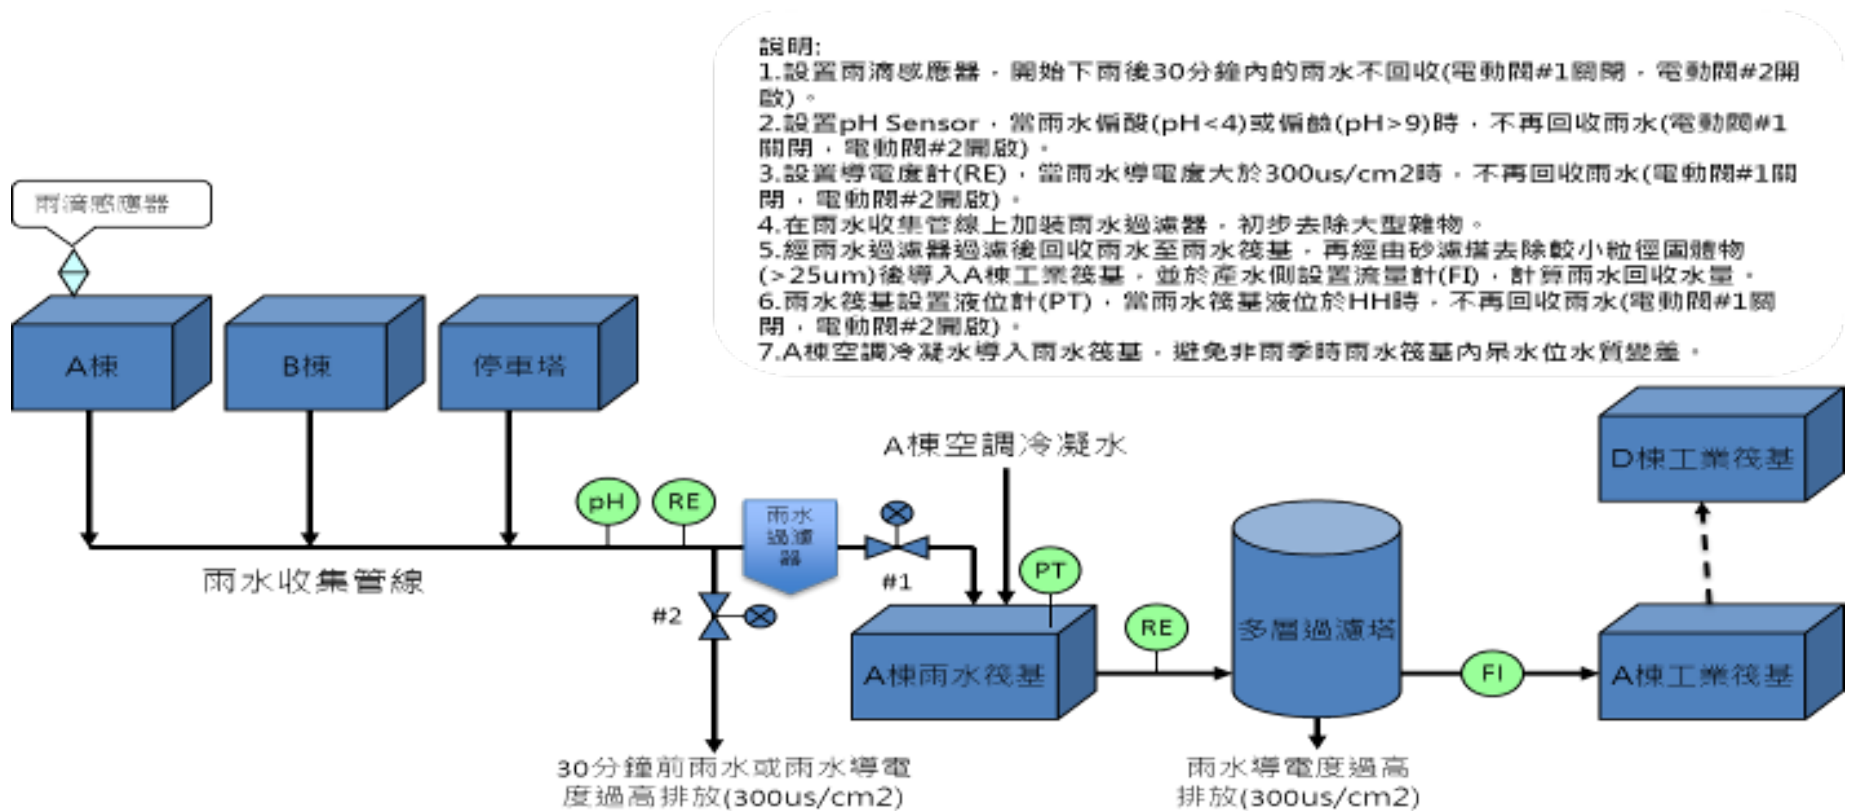 說明:
1.設置雨滴感應器，開始下雨後30分鐘內的雨水不回收(電動閥#1關閉，電動閥#2開
啟)。
2.設置pH Sensor，當雨水偏酸(pH<4)或偏鹼(pH>9)時，不再回收雨水(電動閥#1
關閉，電動閥#2開啟)。
3.設置導電度計(RE)，當雨水導電度大於300us/cm2時，不再回收雨水(電動閥#1關
閉，電動閥#2開啟)。
4.在雨水收集管線上加裝雨水過濾器，初步去除大型雜物。
5.經雨水過濾器過濾後回收雨水至雨水筏基，再經由砂濾塔去除較小粒徑固體物
(>25um)後導入A棟工業筏基，並於產水側設置流量計(FI)，計算雨水回收水量。
6.雨水筏基設置液位計(PT)，當雨水筏基液位於HH時，不再回收雨水(電動閥#1關
閉，電動閥#2開啟)。
7.A棟空調冷凝水導入雨水筏基，避免非雨季時雨水筏基內呆水位水質變差。
雨滴感應器
A棟
B棟
停車塔
A棟空調冷凝水
D棟工業筏基
pH
RE
雨水
過濾
器
#1
雨水收集管線
#2
PT
RE
多層過濾塔
A棟雨水筏基
FI
A棟工業筏基
30分鐘前雨水或雨水導電
度過高排放(300us/cm2)
雨水導電度過高
排放(300us/cm2)